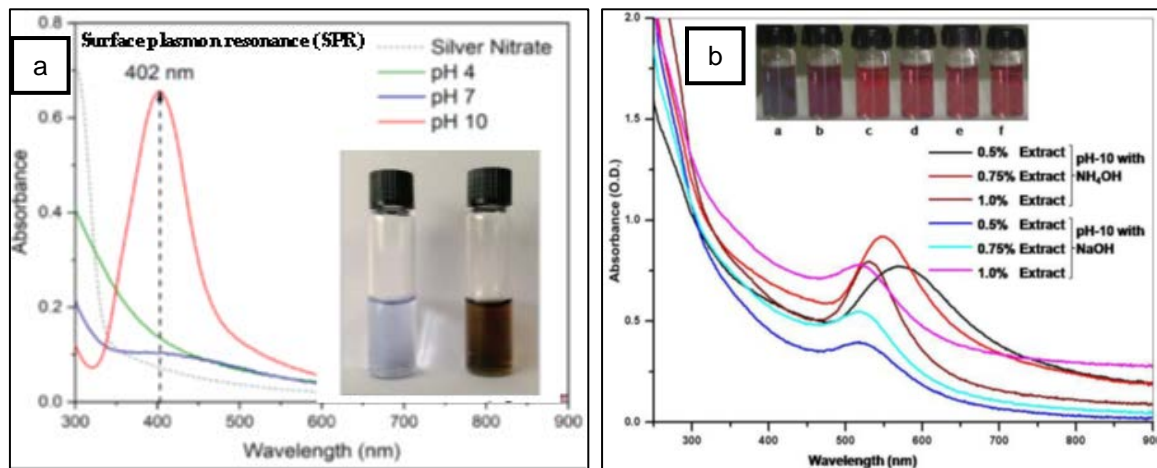 a
Surface plasmon resonance (SPR)
402 nm
Silver Nitrate
pH 4
pH 7
pH 10
Absorbance
0.8
0.6
0.4
0.2
0.0
300 400 500 600 700 800 900
Wavelength (nm)
b
a b c d e f
0.5% Extract
0.75% Extract
1.0% Extract
pH-10 with
NH₄OH
0.5% Extract
0.75% Extract
1.0% Extract
pH-10 with
NaOH
Absorbance (O.D.)
2.0
1.5
1.0
0.5
0.0
300 400 500 600 700 800 900
Wavelength (nm)